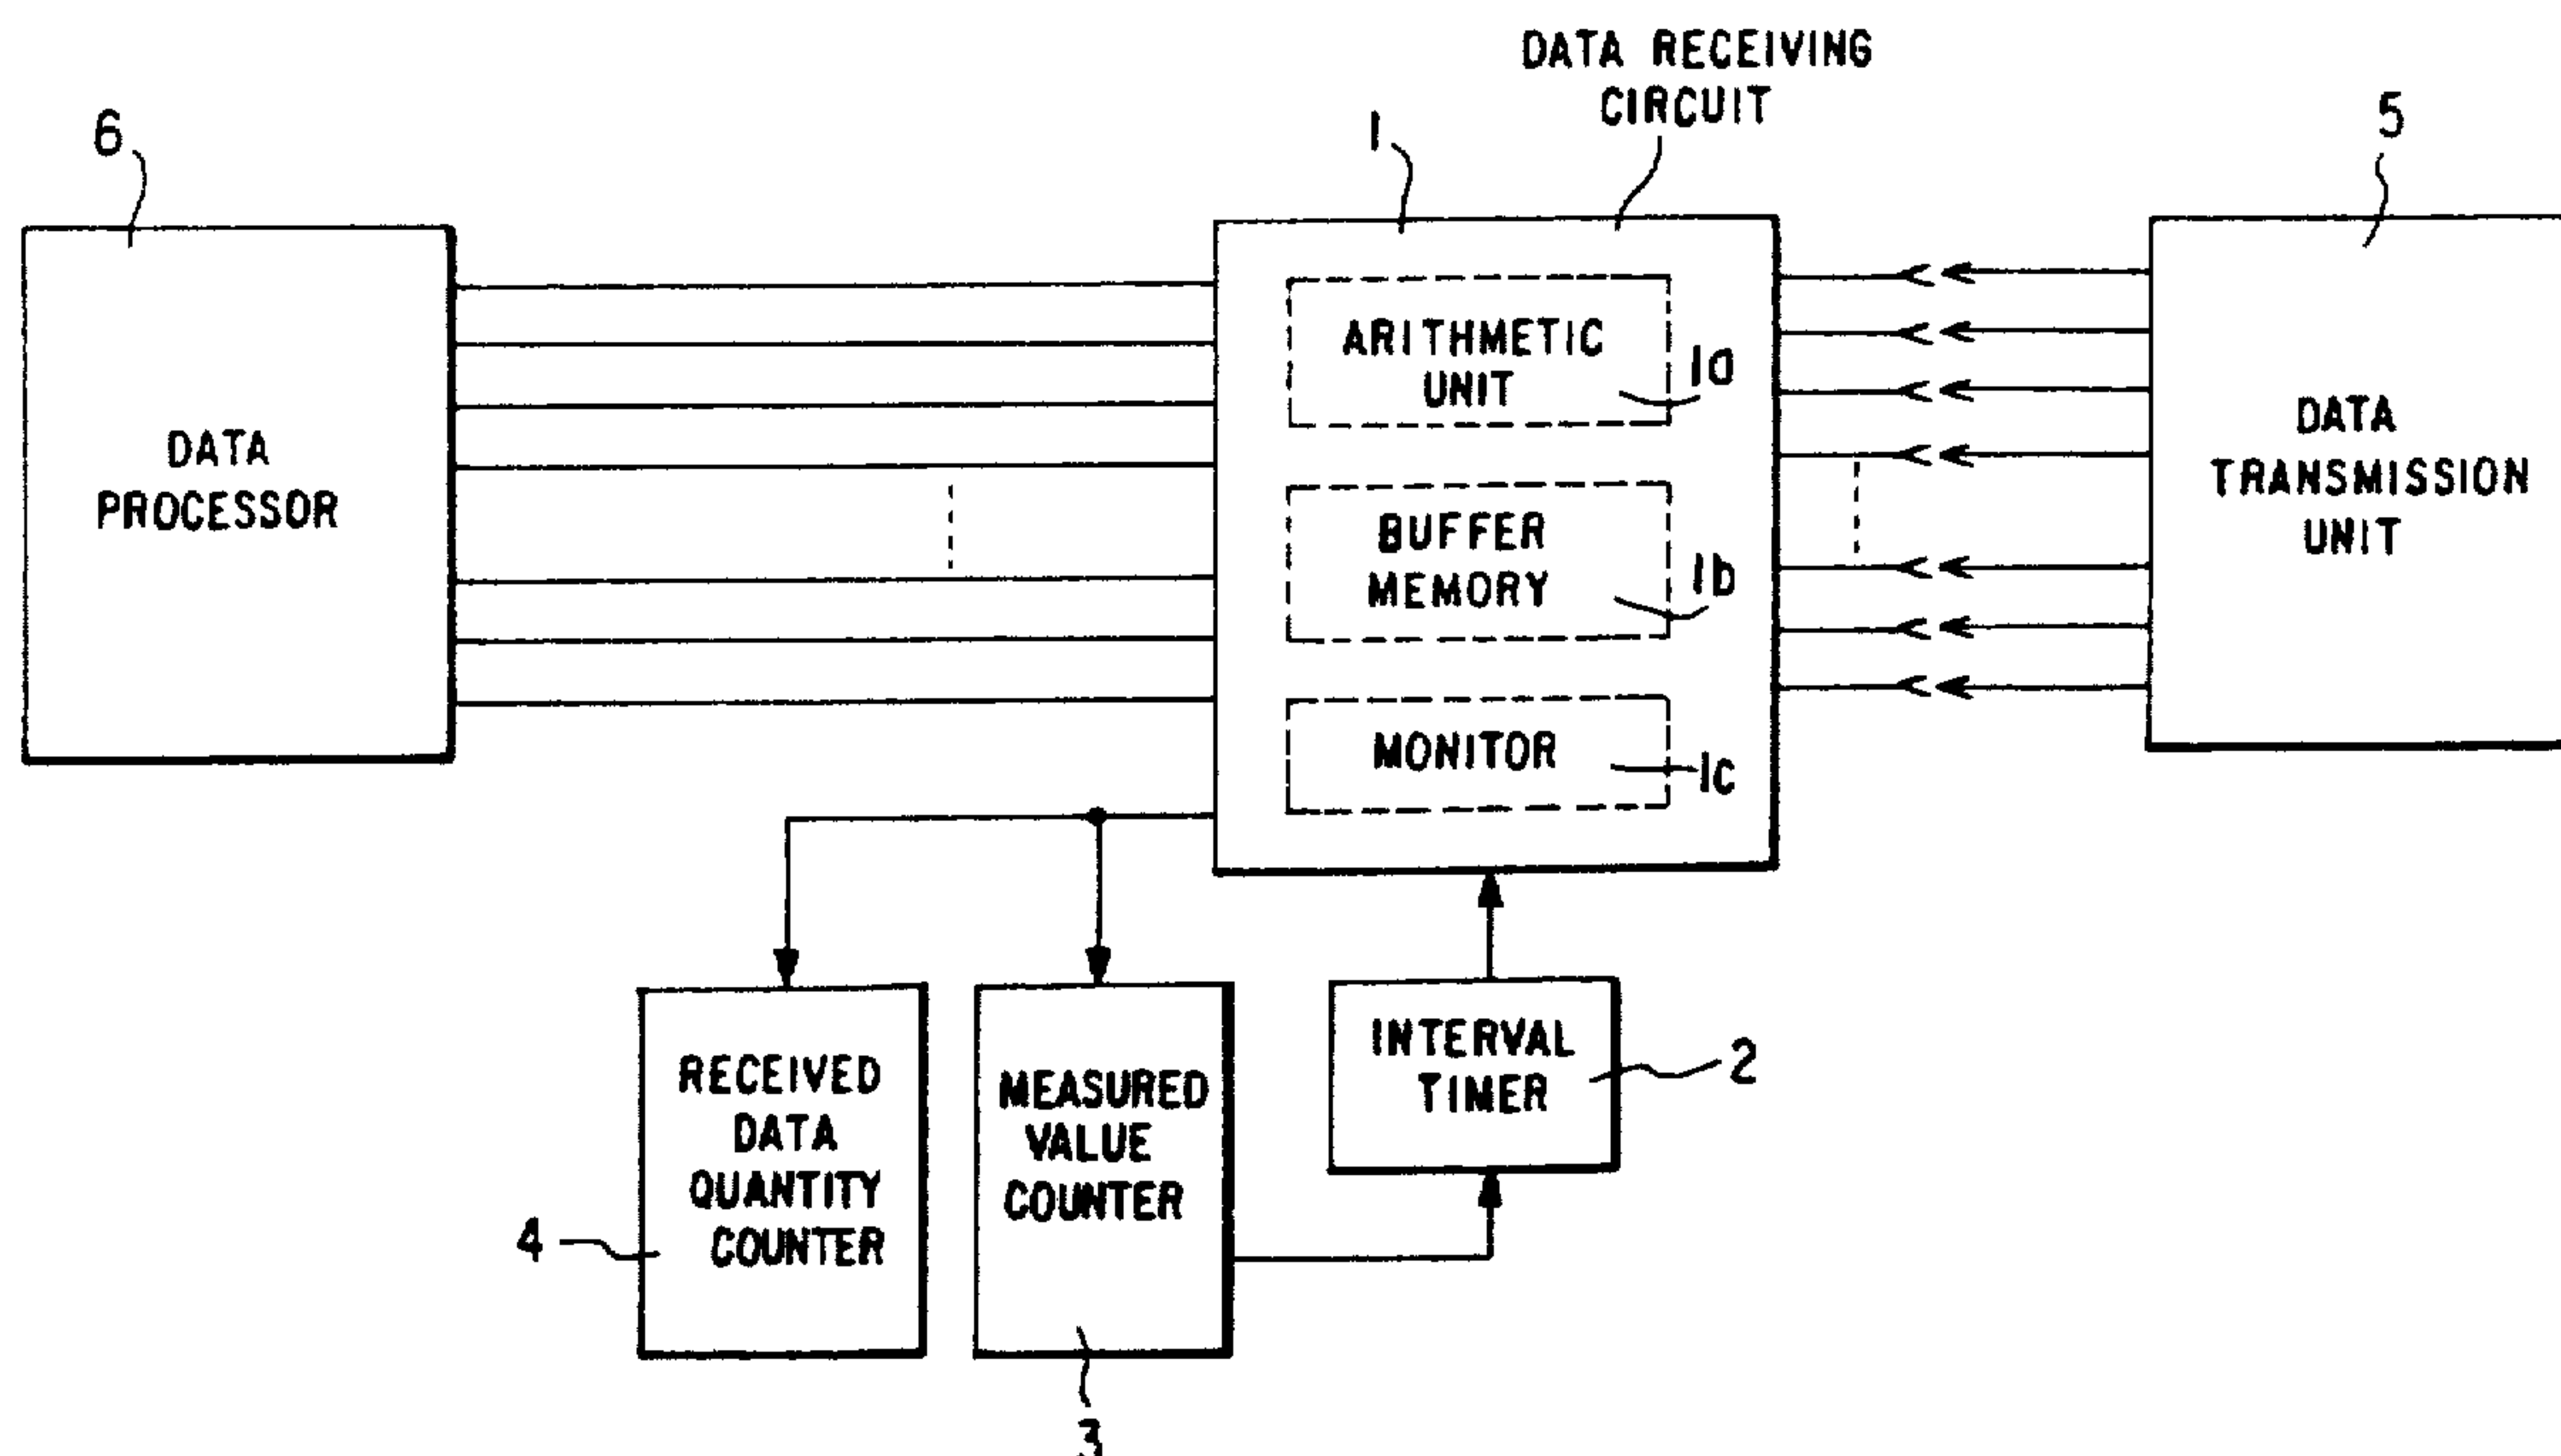 DATA RECEIVING
CIRCUIT
6
1
5
DATA
PROCESSOR
ARITHMETIC
UNIT
1a
BUFFER
MEMORY
1b
MONITOR
1c
DATA
TRANSMISSION
UNIT
RECEIVED
DATA
QUANTITY
COUNTER
4
MEASURED
VALUE
COUNTER
3
INTERVAL
TIMER
2